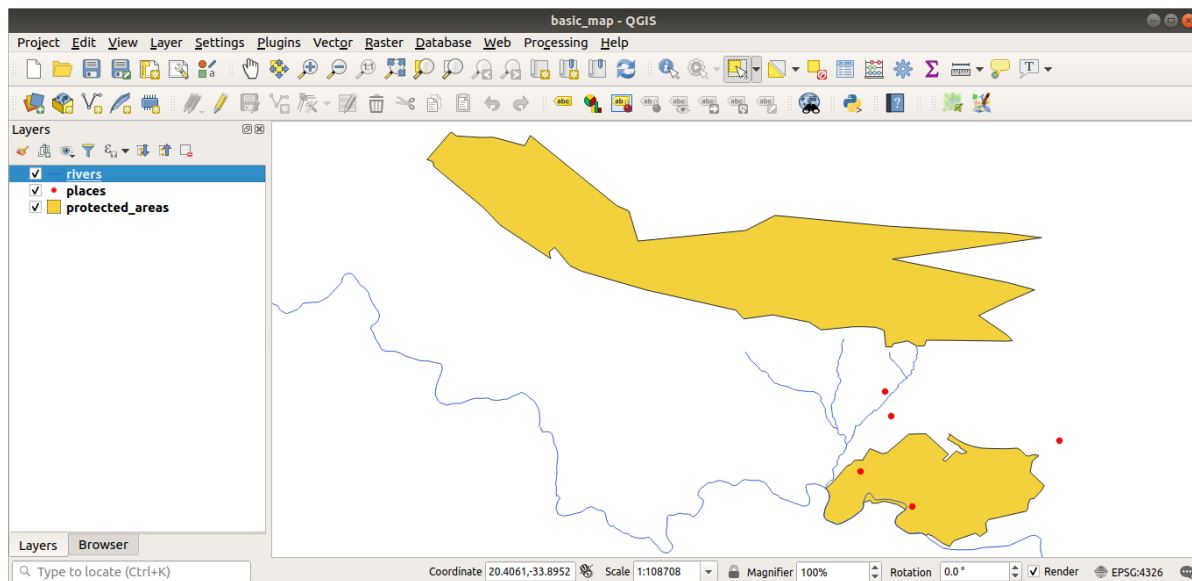 basic_map - QGIS
Project Edit View Layer Settings Plugins Vector Raster Database Web Processing Help
Layers
rivers
places
protected_areas
Layers Browser
Type to locate (Ctrl+K) Coordinate 20.4061,-33.8952 Scale 1:108708 Magnifier 100% Rotation 0.0 ° Render EPSG:4326